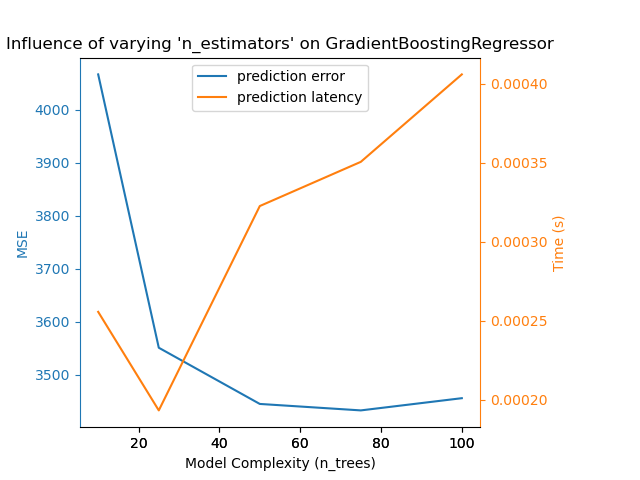 Influence of varying 'n_estimators' on GradientBoostingRegressor
prediction error
prediction latency
MSE
4000
3900
3800
3700
3600
3500
0.00040
0.00035
0.00030
0.00025
0.00020
Time (s)
20 40 60 80 100
Model Complexity (n_trees)